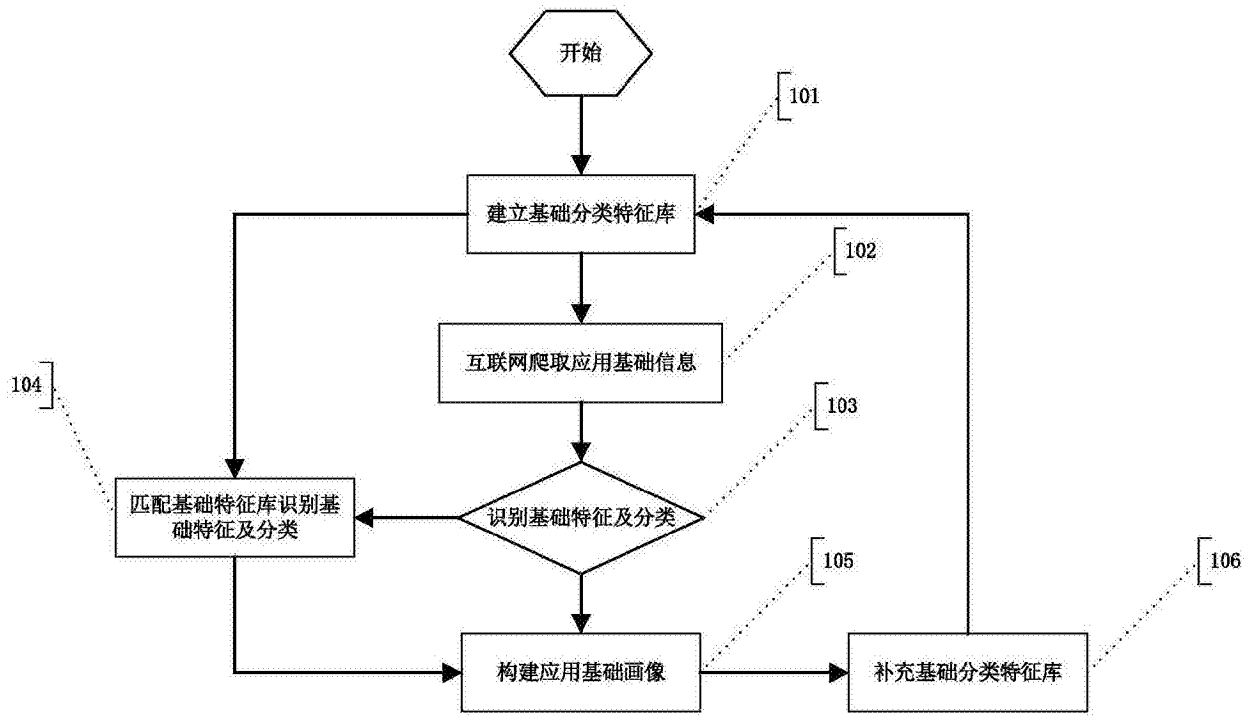 开始
101
建立基础分类特征库
102
互联网爬取应用基础信息
104
103
匹配基础特征库识别基
础特征及分类
识别基础特征及分类
105
106
构建应用基础画像
补充基础分类特征库